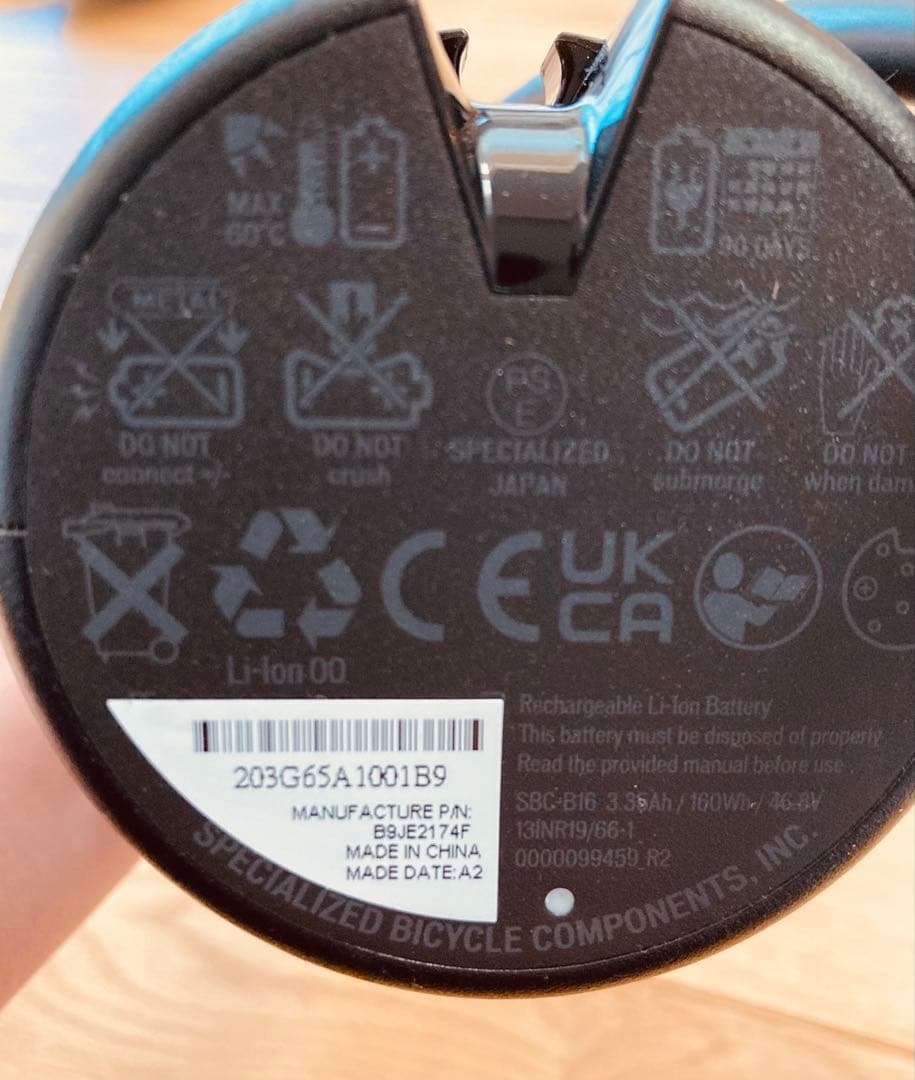 MAX
60°C
90 DAYS
METAL
DO NOT
connect +/-
DO NOT
crush
PS
E
SPECIALIZED
JAPAN
DO NOT
submerge
DO NOT
when dam
CE
UK
CA
Li-Ion 00
203G65A1001B9
MANUFACTURE P/N:
B9JE2174F
MADE IN CHINA
MADE DATE:A2
Rechargeable Li-Ion Battery
This battery must be disposed of properly
Read the provided manual before use
SBC-B16 3.35Ah / 160Wh / 46.8V
13INR19/66-1
0000099459 R2
SPECIALIZED BICYCLE COMPONENTS, INC.